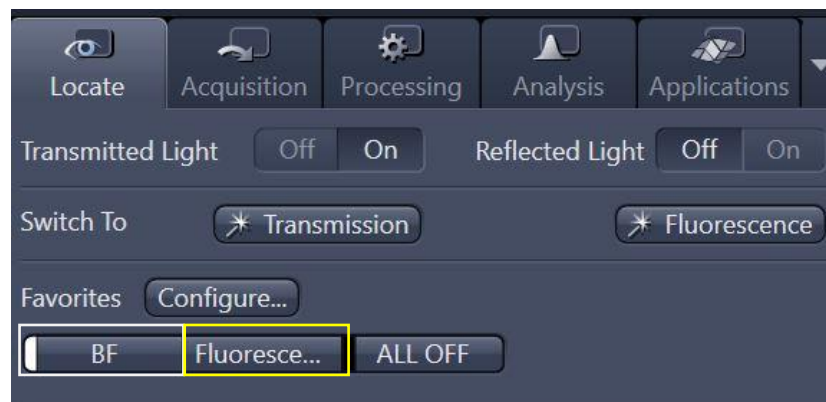 Locate Acquisition Processing Analysis Applications
Transmitted Light Off On Reflected Light Off On
Switch To Transmission Fluorescence
Favorites Configure...
BF Fluoresce... ALL OFF